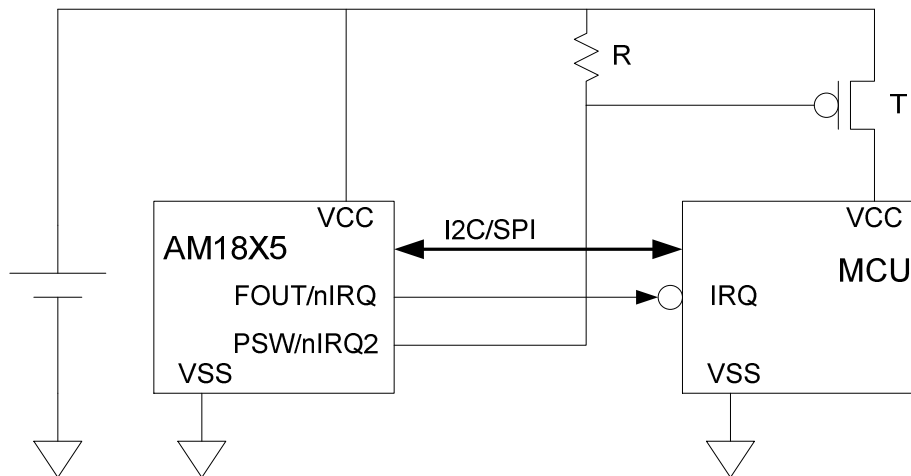 R
T
VCC
AM18X5
FOUT/nIRQ
PSW/nIRQ2
VSS
I2C/SPI
VCC
MCU
IRQ
VSS